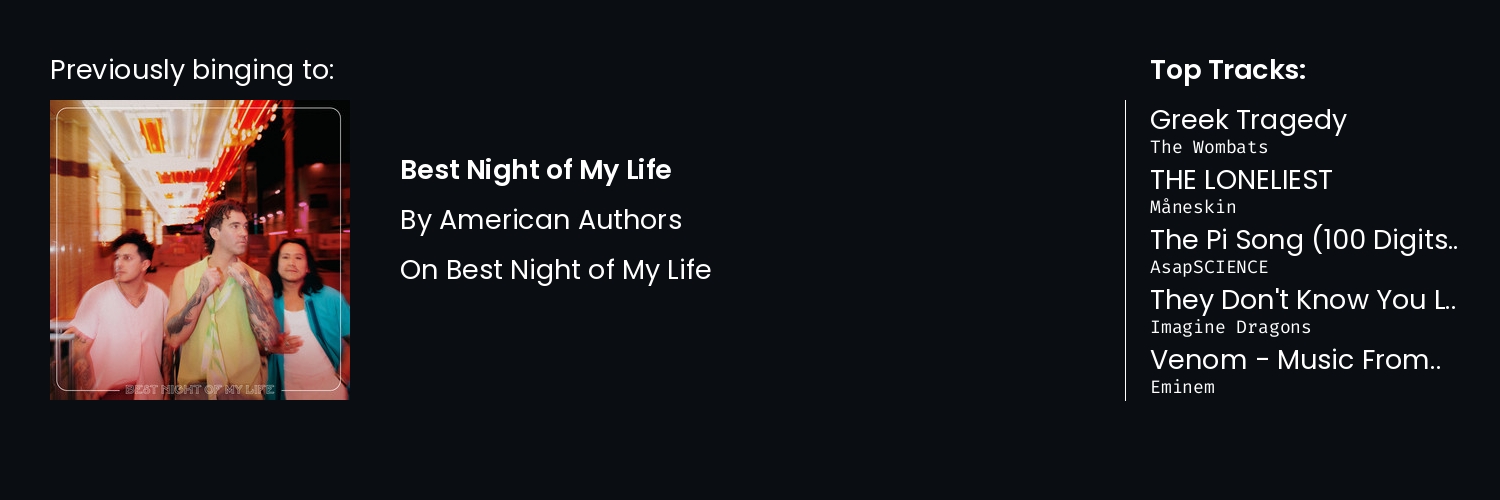 Previously binging to:
BEST NIGHT OF MY LIFE
Best Night of My Life
By American Authors
On Best Night of My Life
Top Tracks:
Greek Tragedy
The Wombats
THE LONELIEST
Måneskin
The Pi Song (100 Digits..
AsapSCIENCE
They Don't Know You L..
Imagine Dragons
Venom - Music From..
Eminem